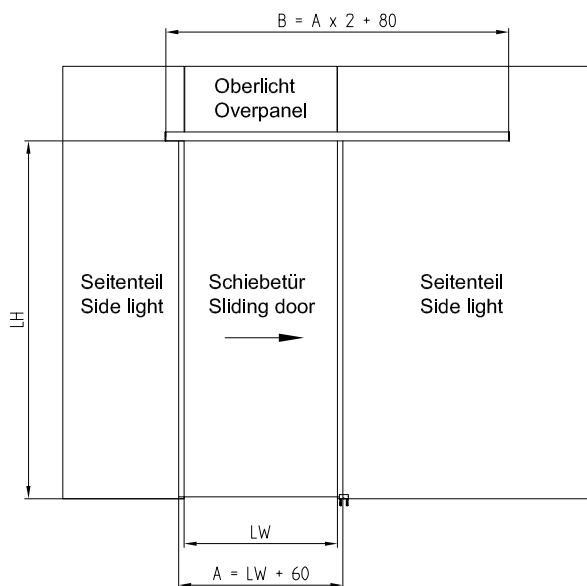 B = A x 2 + 80
Oberlicht
Overpanel
LH
Seitenteil
Side light
Schiebetür
Sliding door
Seitenteil
Side light
LW
A = LW + 60